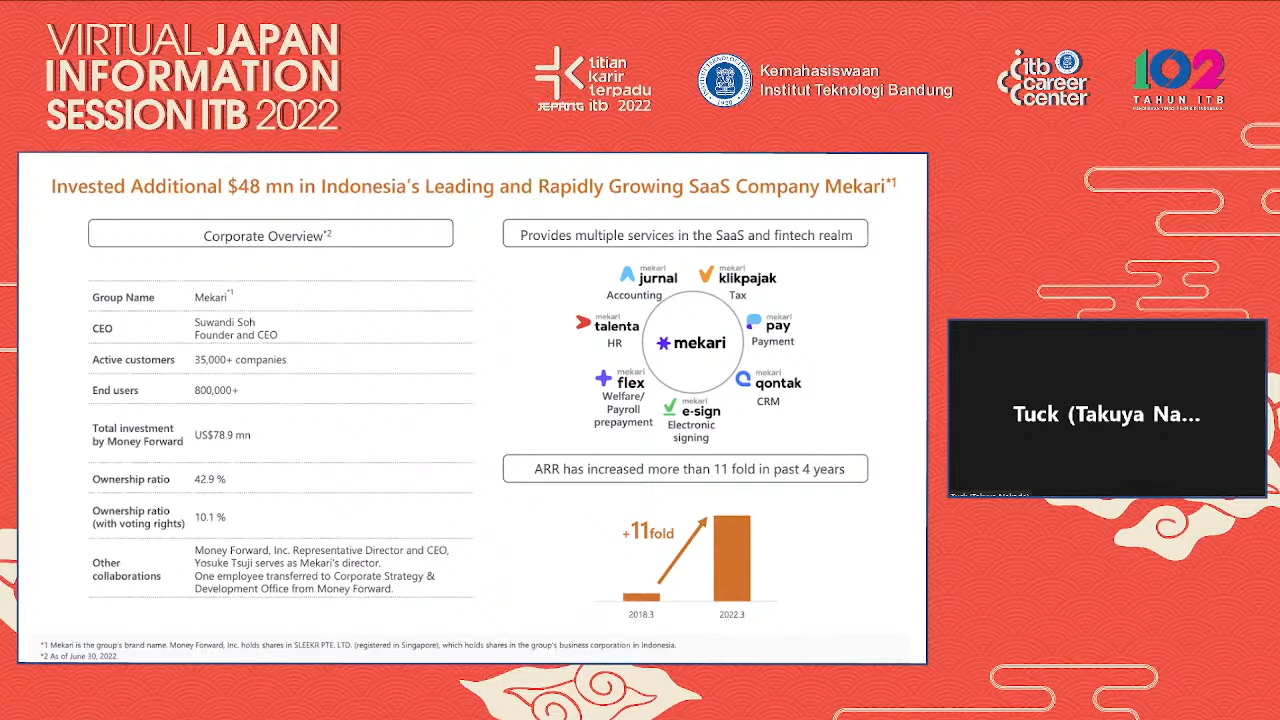 VIRTUAL JAPAN
INFORMATION
SESSION ITB 2022
titian
karir
terpadu
JEPANG itb 2022
Kemahasiswaan
Institut Teknologi Bandung
itb
career
center
102
TAHUN ITB
Invested Additional $48 mn in Indonesia's Leading and Rapidly Growing SaaS Company Mekari*1
Corporate Overview*2
Group Name Mekari*1
CEO Suwandi Soh
Founder and CEO
Active customers 35,000+ companies
End users 800,000+
Total investment
by Money Forward US$78.9 mn
Ownership ratio 42.9 %
Ownership ratio
(with voting rights) 10.1 %
Other
collaborations
Money Forward, Inc. Representative Director and CEO,
Yosuke Tsuji serves as Mekari's director.
One employee transferred to Corporate Strategy &
Development Office from Money Forward.
Provides multiple services in the SaaS and fintech realm
mekari
jurnal
Accounting
mekari
klikpajak
Tax
mekari
talenta
HR
mekari
mekari
pay
Payment
mekari
flex
Welfare/
Payroll
prepayment
mekari
qontak
CRM
mekari
e-sign
Electronic
signing
ARR has increased more than 11 fold in past 4 years
+11fold
2018.3 2022.3
*1 Mekari is the group's brand name. Money Forward, Inc. holds shares in SLEEKR PTE. LTD. (registered in Singapore), which holds shares in the group's business corporation in Indonesia.
*2 As of June 30, 2022.
Tuck (Takuya Na...